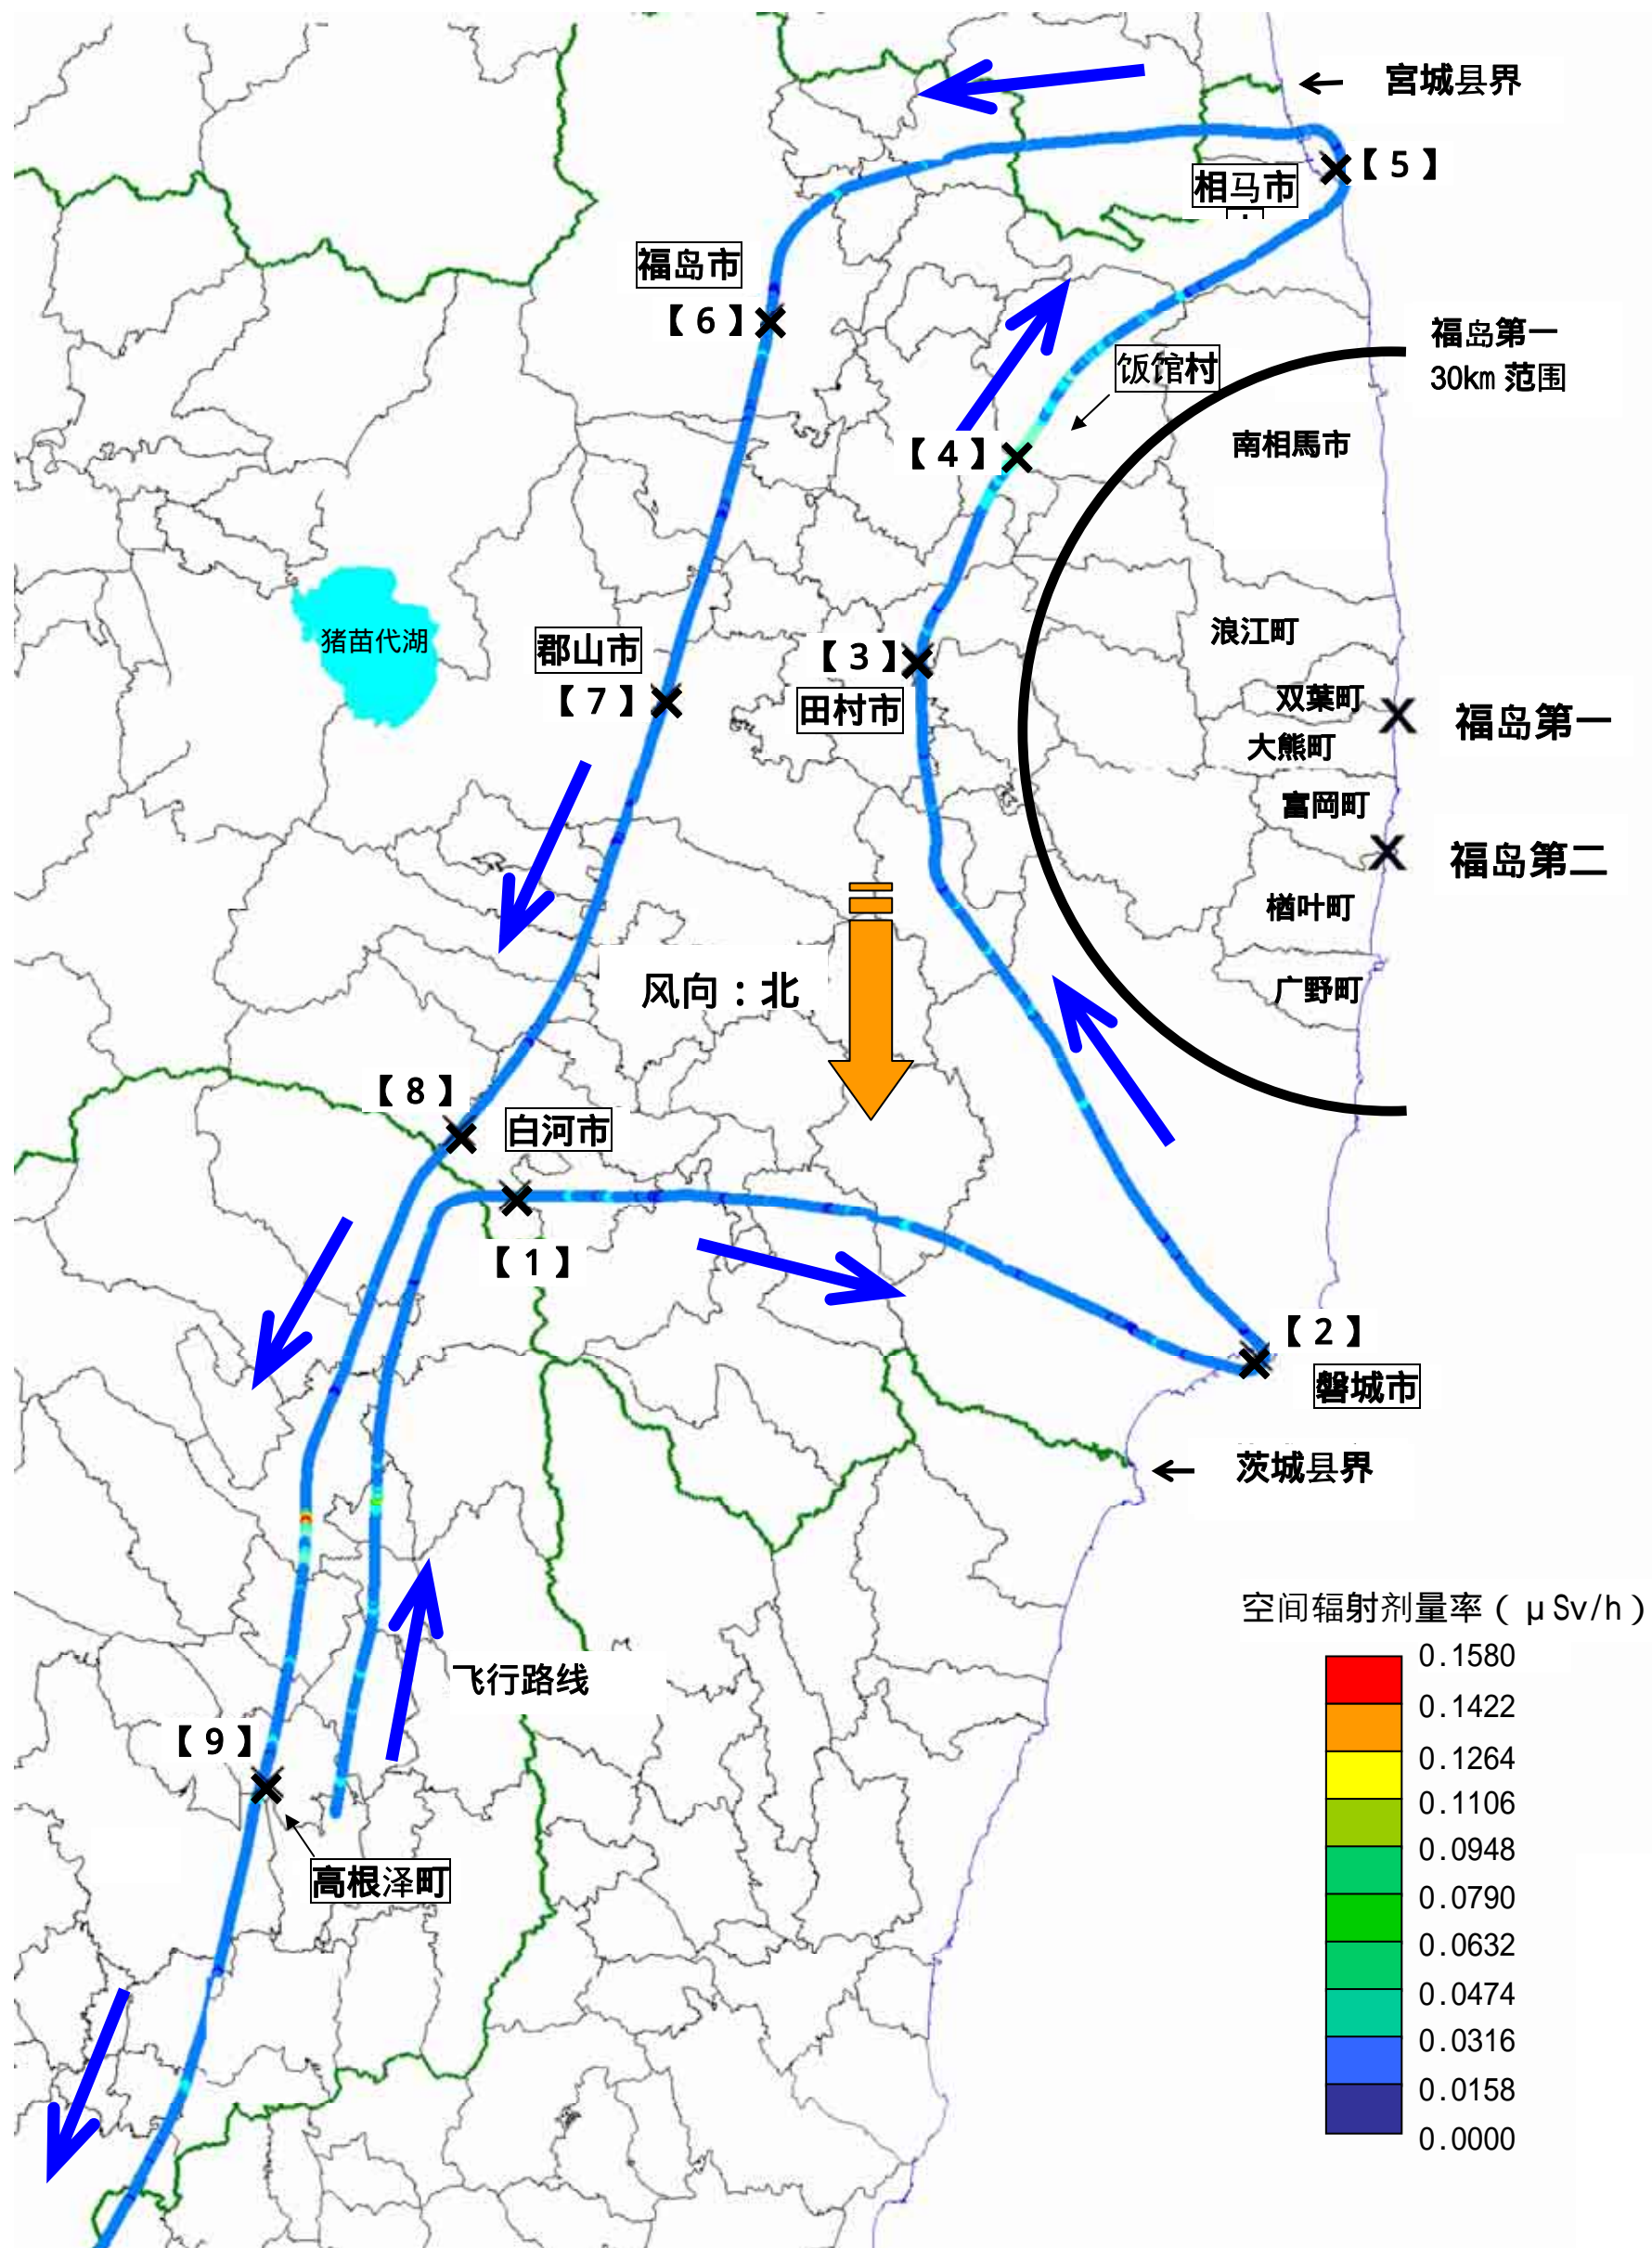 宮城县界
【5】
相马市
福岛市
【6】
福岛第一
30km 范围
饭馆村
南相馬市
【4】
浪江町
猪苗代湖
郡山市
【3】
【7】
田村市
双葉町
福岛第一
大熊町
富岡町
福岛第二
楢叶町
风向：北
广野町
【8】
白河市
【1】
【2】
磐城市
茨城县界
空间辐射剂量率（μSv/h）
飞行路线
【9】
高根泽町
0.1580
0.1422
0.1264
0.1106
0.0948
0.0790
0.0632
0.0474
0.0316
0.0158
0.0000